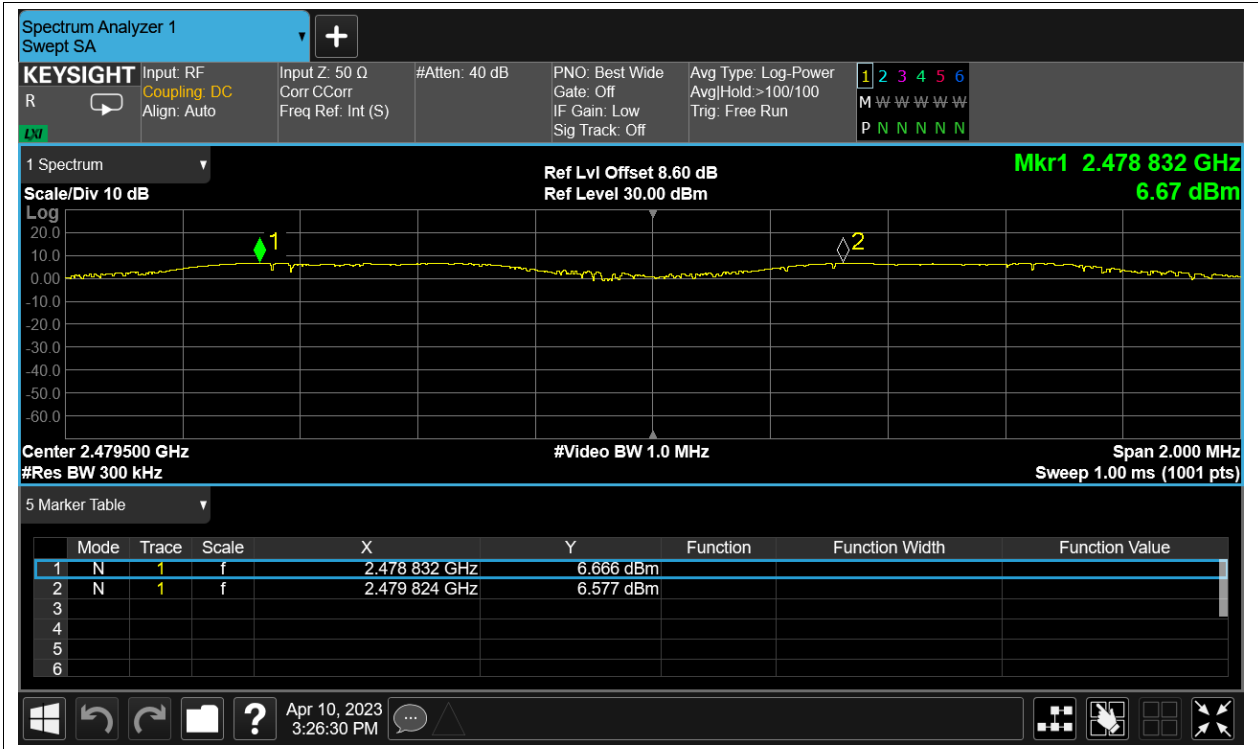 Spectrum Analyzer 1
Swept SA
KEYSIGHT
R
LXI
Input: RF
Coupling: DC
Align: Auto
Input Z: 50 Ω
Corr CCorr
Freq Ref: Int (S)
#Atten: 40 dB
PNO: Best Wide
Gate: Off
IF Gain: Low
Sig Track: Off
Avg Type: Log-Power
Avg|Hold:>100/100
Trig: Free Run
1 2 3 4 5 6
M W W W W W
P N N N N N
1 Spectrum
Scale/Div 10 dB
Ref Lvl Offset 8.60 dB
Ref Level 30.00 dBm
Mkr1 2.478 832 GHz
6.67 dBm
Log
20.0
10.0
0.00
-10.0
-20.0
-30.0
-40.0
-50.0
-60.0
1
2
Center 2.479500 GHz
#Video BW 1.0 MHz
Span 2.000 MHz
#Res BW 300 kHz
Sweep 1.00 ms (1001 pts)
5 Marker Table
Mode Trace Scale X Y Function Function Width Function Value
1 N 1 f 2.478 832 GHz 6.666 dBm
2 N 1 f 2.479 824 GHz 6.577 dBm
3
4
5
6
?
Apr 10, 2023
3:26:30 PM